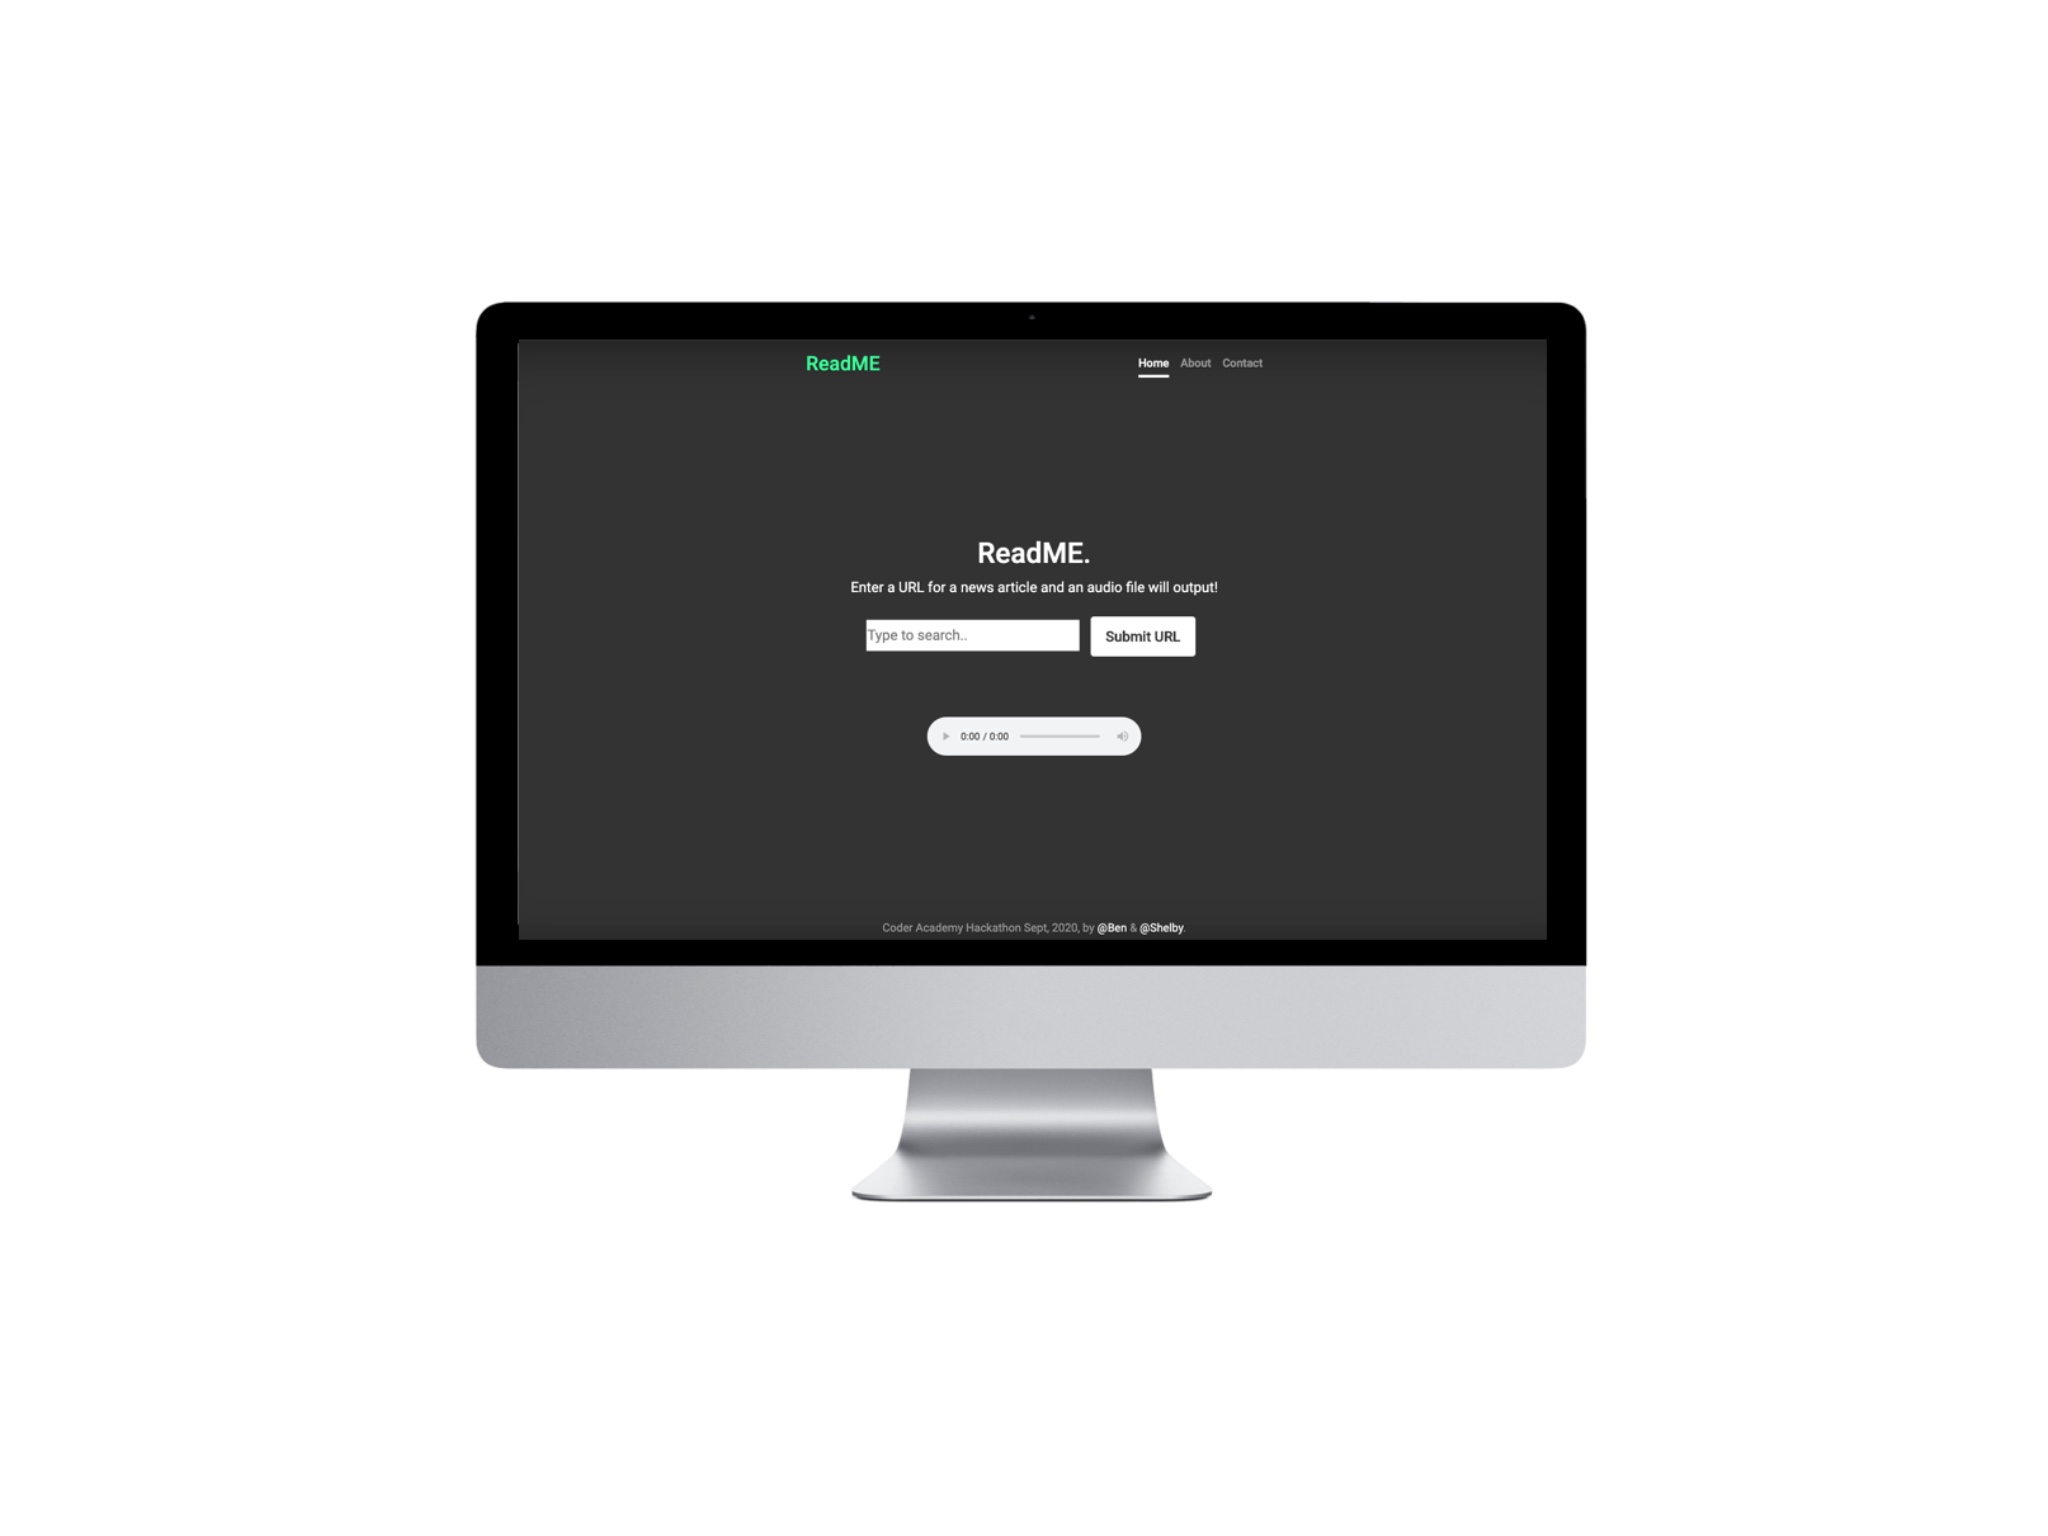 ReadME
Home About Contact
ReadME.
Enter a URL for a news article and an audio file will output!
Type to search..
Submit URL
0:00 / 0:00
Coder Academy Hackathon Sept, 2020, by @Ben & @Shelby.